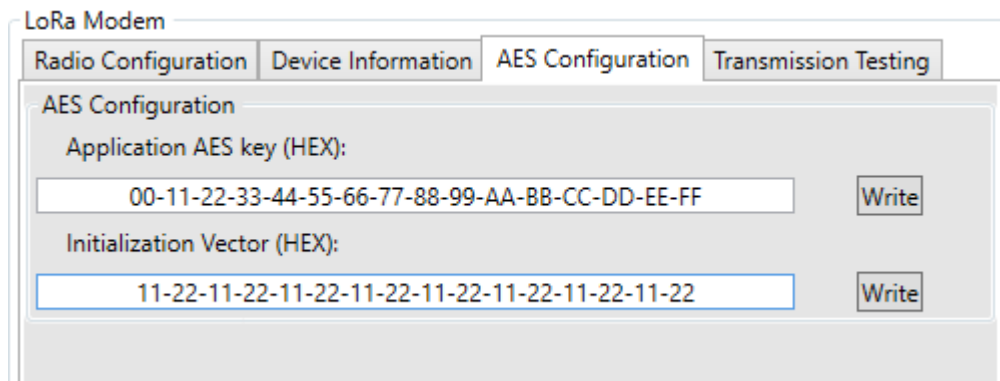 LoRa Modem
Radio Configuration Device Information AES Configuration Transmission Testing
AES Configuration
Application AES key (HEX):
00-11-22-33-44-55-66-77-88-99-AA-BB-CC-DD-EE-FF Write
Initialization Vector (HEX):
11-22-11-22-11-22-11-22-11-22-11-22-11-22-11-22 Write